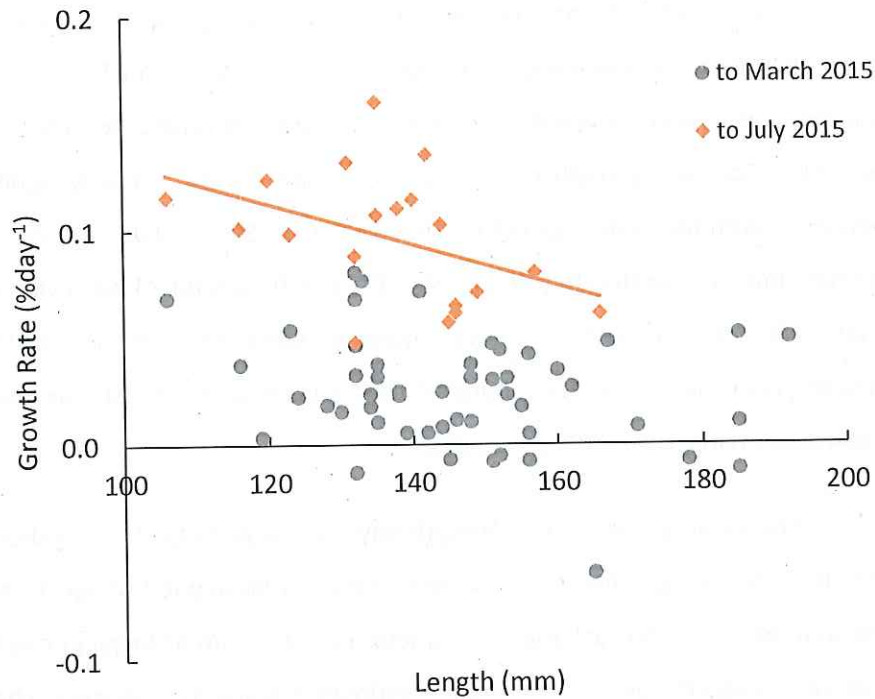 0.2
to March 2015
to July 2015
0.1
0.0
-0.1
100 120 140 160 180 200
Growth Rate (%day-1)
Length (mm)